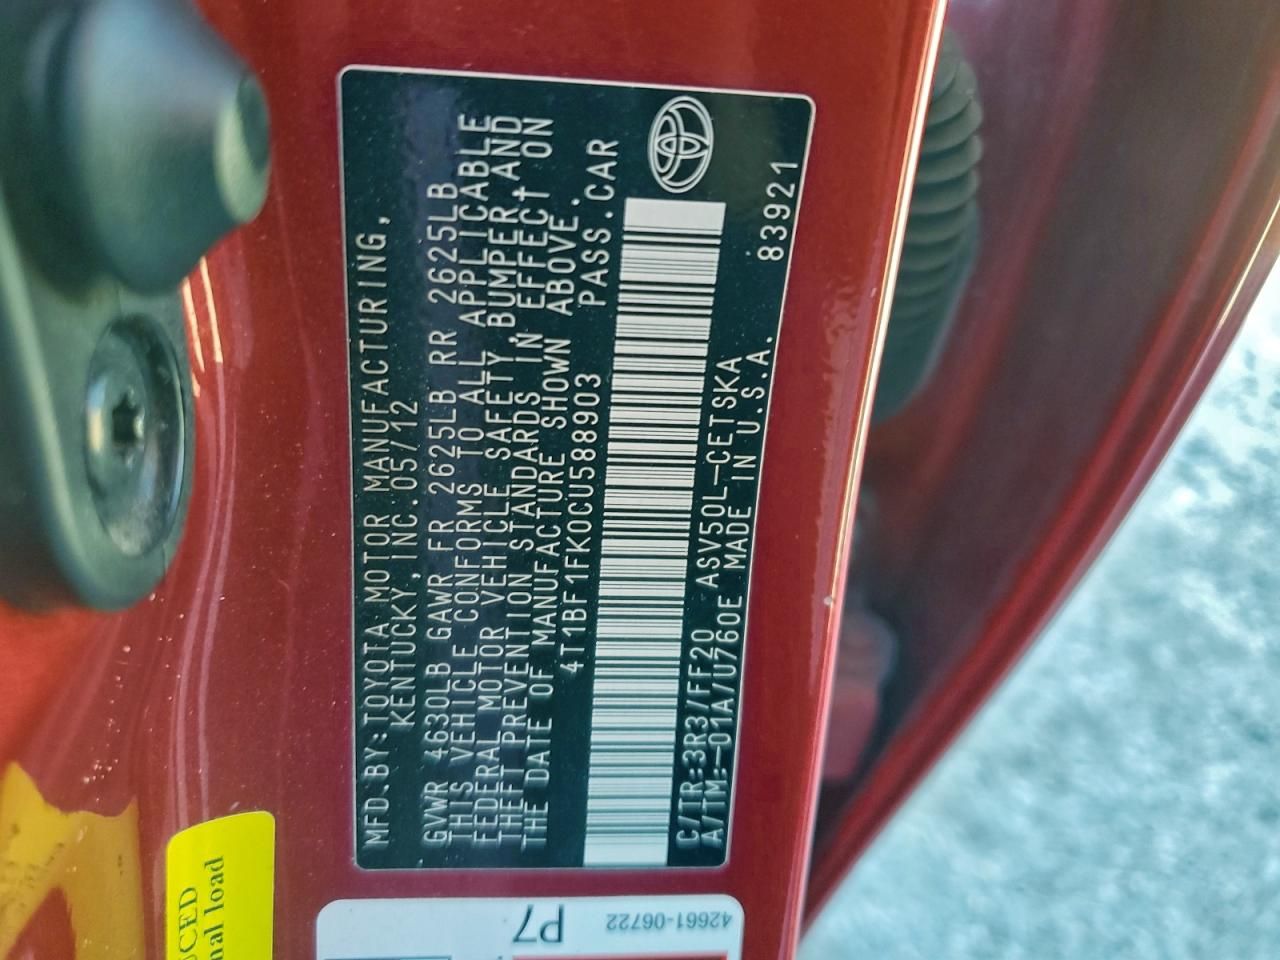 MFD.BY:TOYOTA MOTOR MANUFACTURING,
KENTUCKY,INC.05/12
GVWR 4630LB GAWR FR 2625LB RR 2625LB
THIS VEHICLE CONFORMS TO ALL APPLICABLE
FEDERAL MOTOR VEHICLE SAFETY,BUMPER,AND
THEFT PREVENTION STANDARDS IN EFFECT ON
THE DATE OF MANUFACTURE SHOWN ABOVE.
4T1BF1FK0CU588903 PASS.CAR
C/TR:3R3/FF20 ASV50L-CETSKA
A/TM:-01A/U760E MADE IN U.S.A. 83921
P7
42661-06722